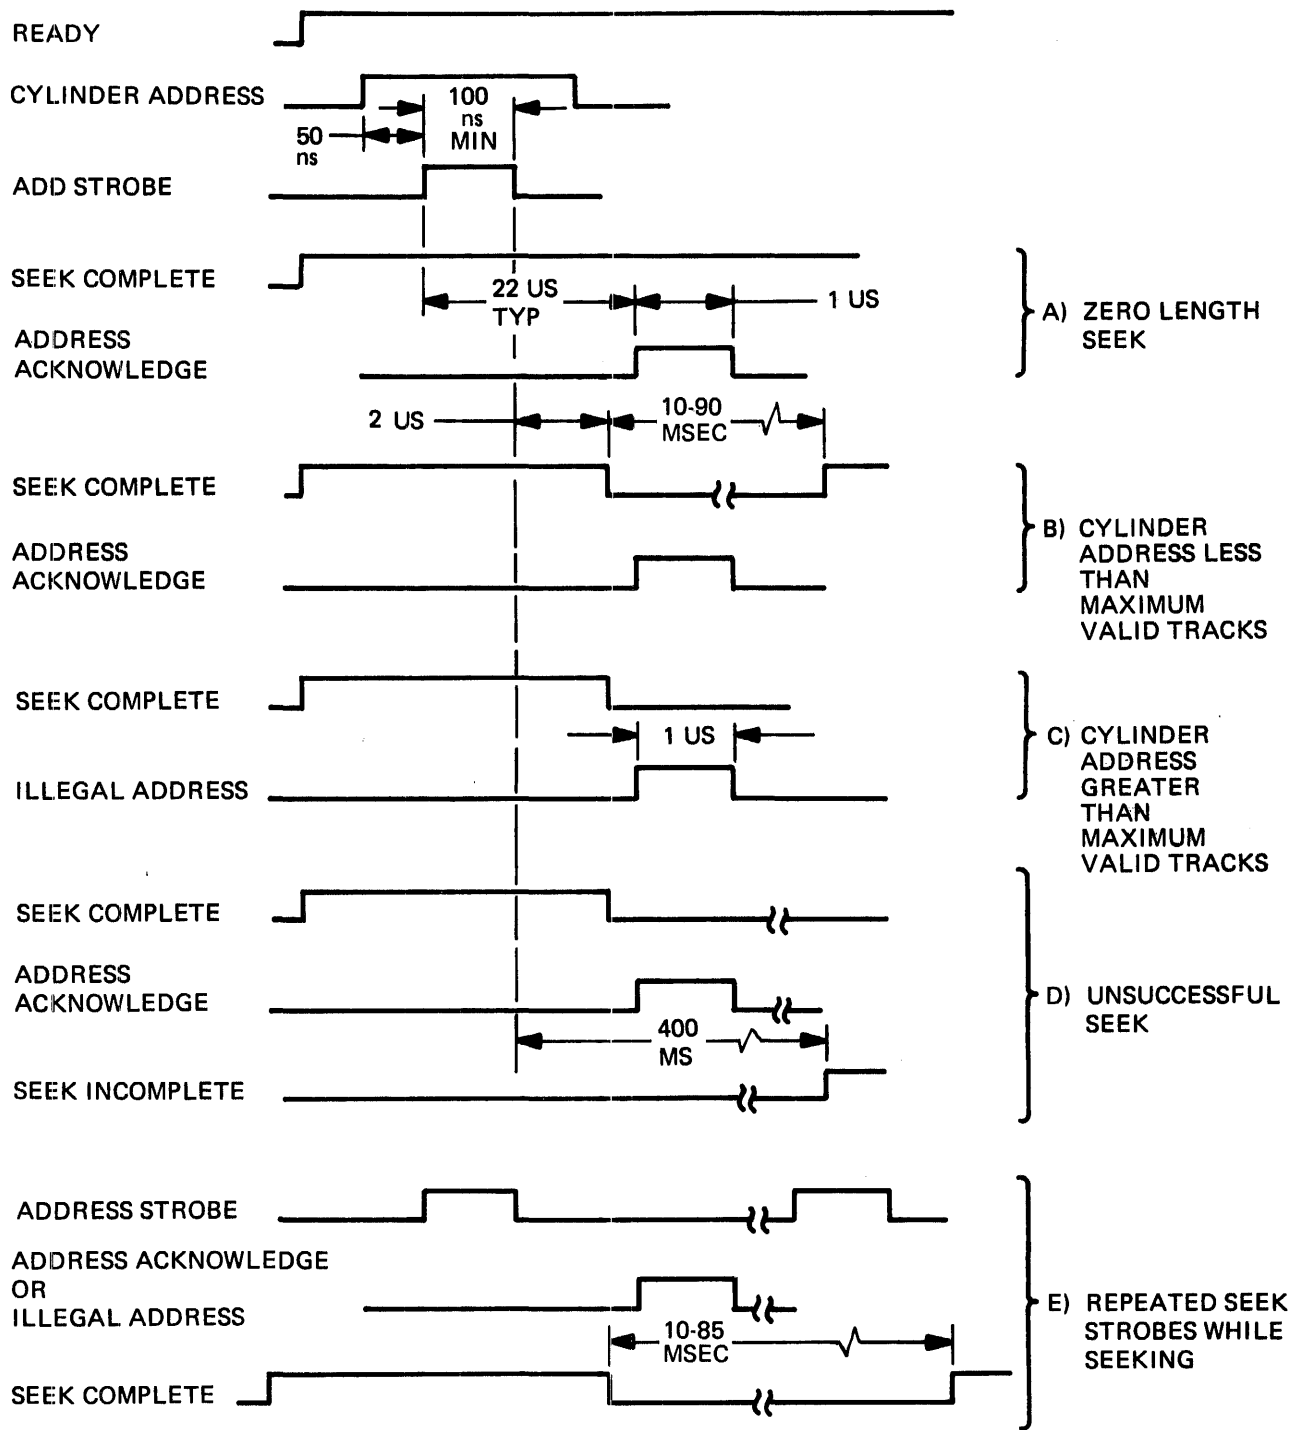 READY
CYLINDER ADDRESS
100
ns
MIN
50
ns
ADD STROBE
SEEK COMPLETE
22 US
TYP
1 US
A) ZERO LENGTH
SEEK
ADDRESS
ACKNOWLEDGE
2 US
10-90
MSEC
SEEK COMPLETE
ADDRESS
ACKNOWLEDGE
B) CYLINDER
ADDRESS LESS
THAN
MAXIMUM
VALID TRACKS
SEEK COMPLETE
1 US
ILLEGAL ADDRESS
C) CYLINDER
ADDRESS
GREATER
THAN
MAXIMUM
VALID TRACKS
SEEK COMPLETE
ADDRESS
ACKNOWLEDGE
400
MS
SEEK INCOMPLETE
D) UNSUCCESSFUL
SEEK
ADDRESS STROBE
ADDRESS ACKNOWLEDGE
OR
ILLEGAL ADDRESS
10-85
MSEC
SEEK COMPLETE
E) REPEATED SEEK
STROBES WHILE
SEEKING